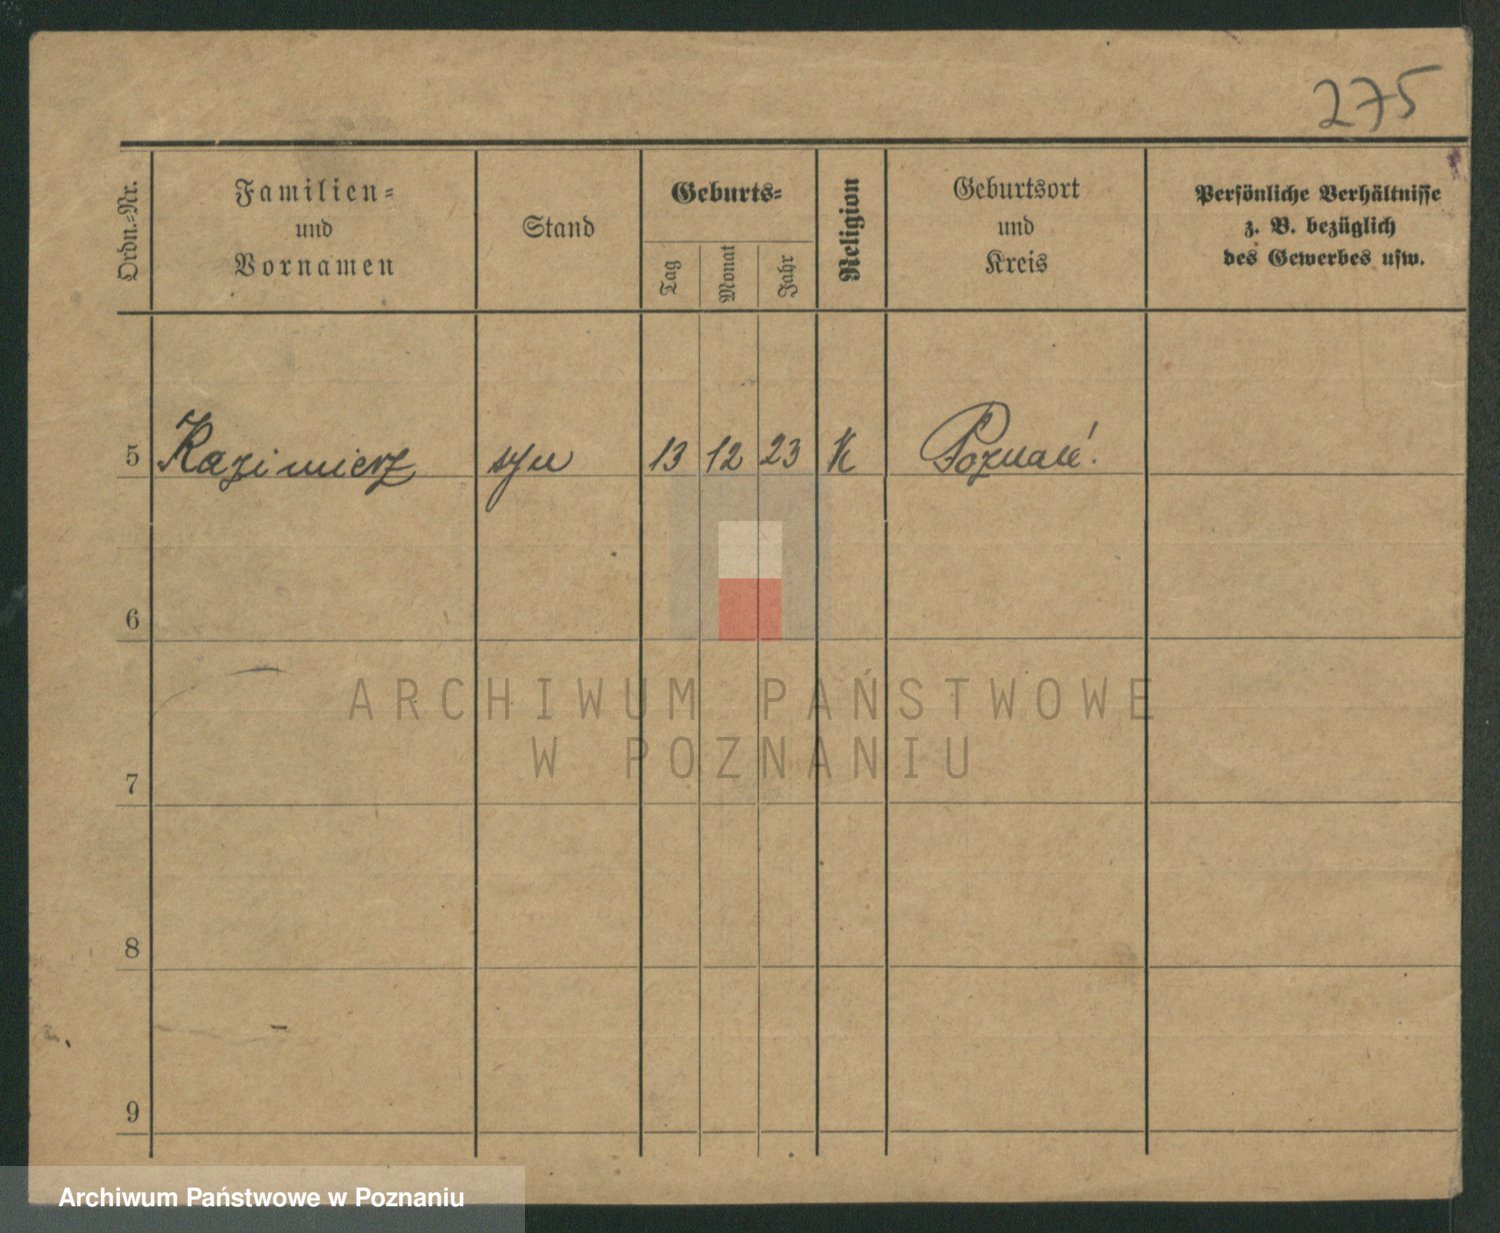 275
Ordn.-Nr.
Familien-
und
Vornamen
Stand
Geburts-
Tag
Monat
Jahr
Religion
Geburtsort
und
Kreis
Persönliche Verhältnisse
z. B. bezüglich
des Gewerbes usw.
5 Kazimierz syn 13 12 23 K Poznań.
6
7
8
9
ARCHIWUM PAŃSTWOWE
W POZNANIU
Archiwum Państwowe w Poznaniu